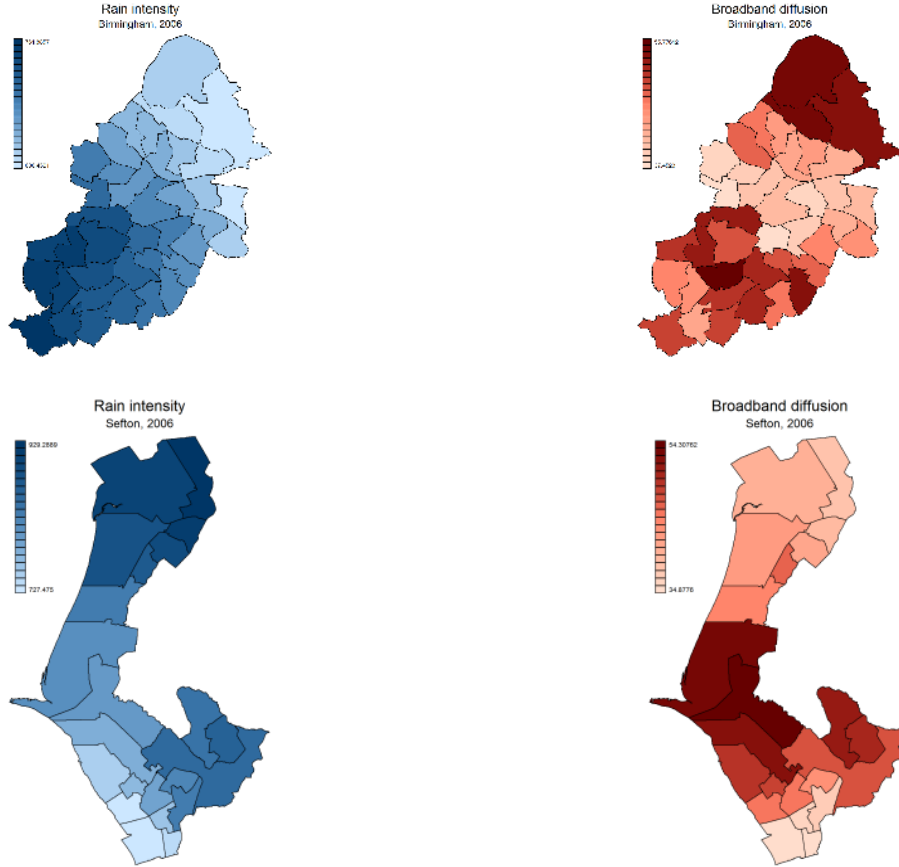 Rain intensity
Birmingham, 2006
Broadband diffusion
Birmingham, 2006
Rain intensity
Sefton, 2006
929.2889
727.475
Broadband diffusion
Sefton, 2006
54.30762
34.8776